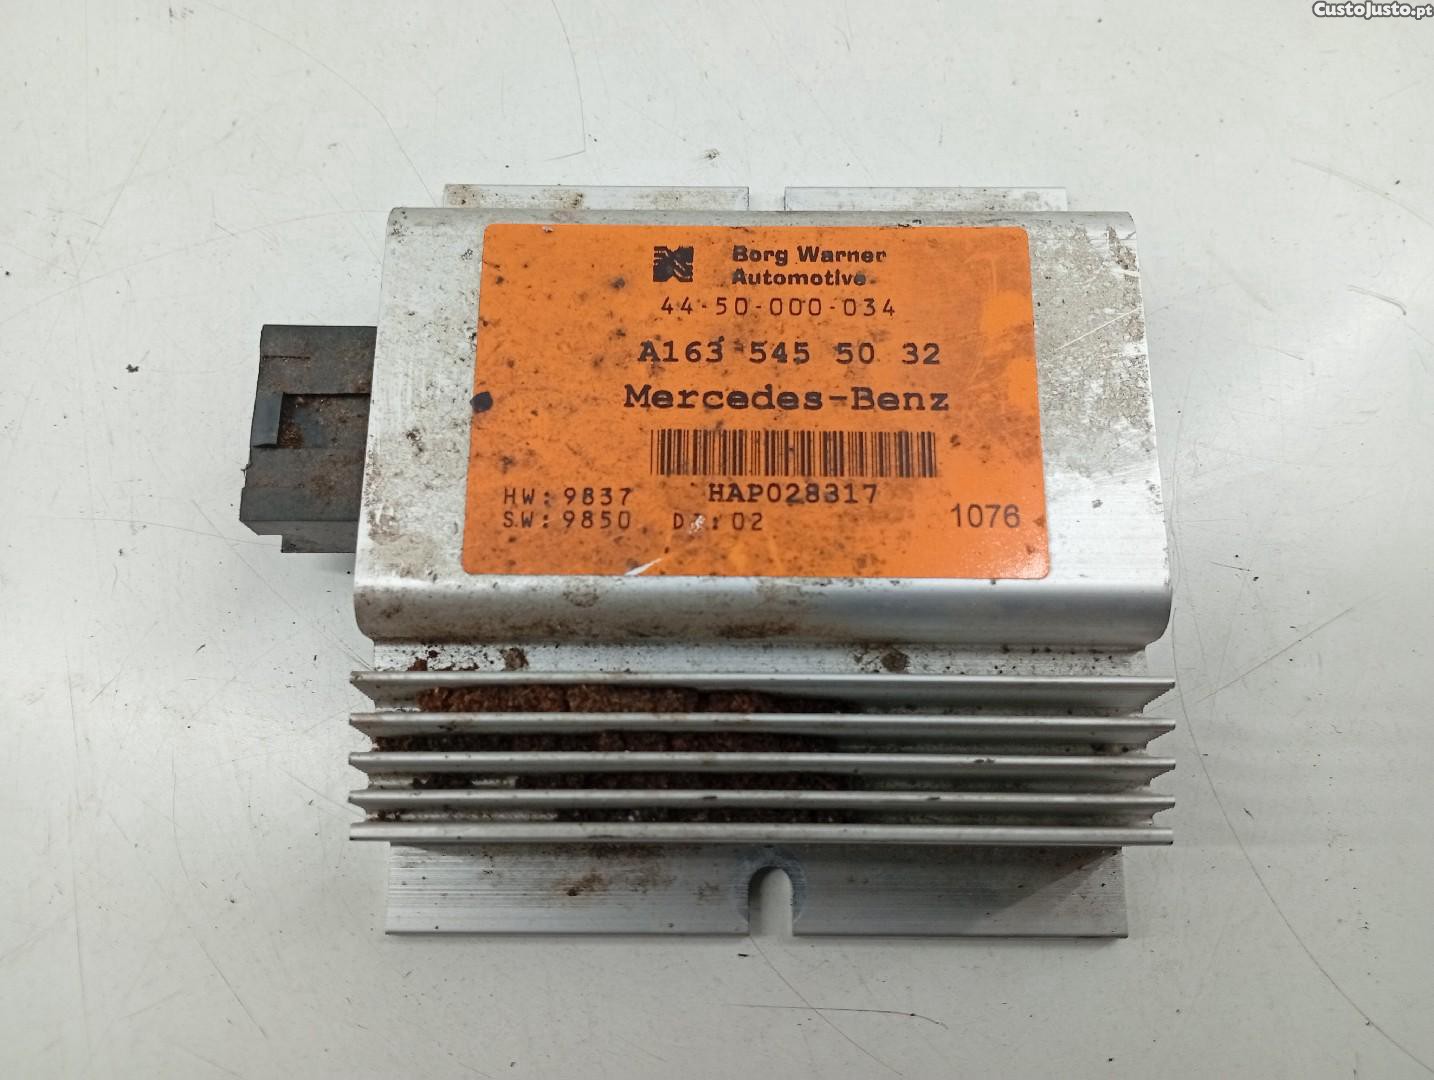 CustoJusto.pt
Borg Warner
Automotive
44-50-000-034
A163 545 50 32
Mercedes-Benz
HAP028317
HW: 9837
SW: 9850 02
1076